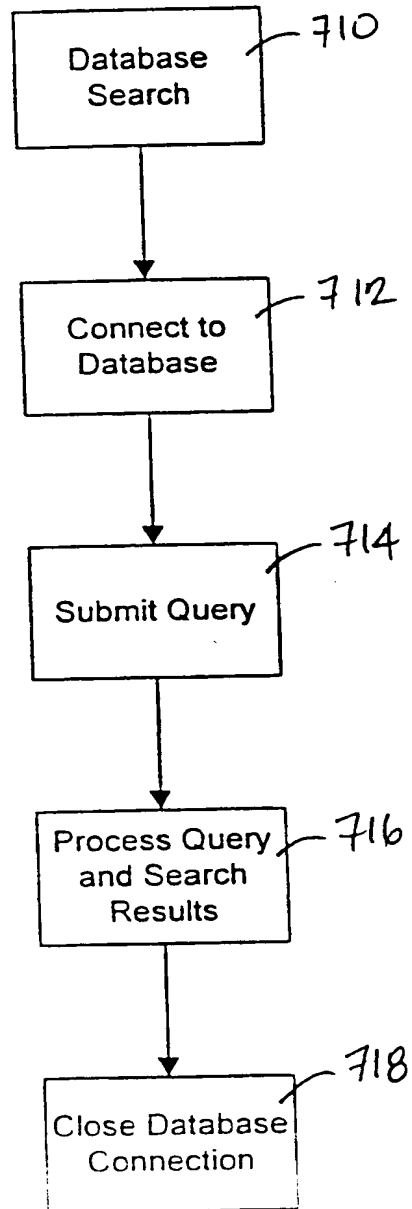 710
Database
Search
712
Connect to
Database
714
Submit Query
716
Process Query
and Search
Results
718
Close Database
Connection